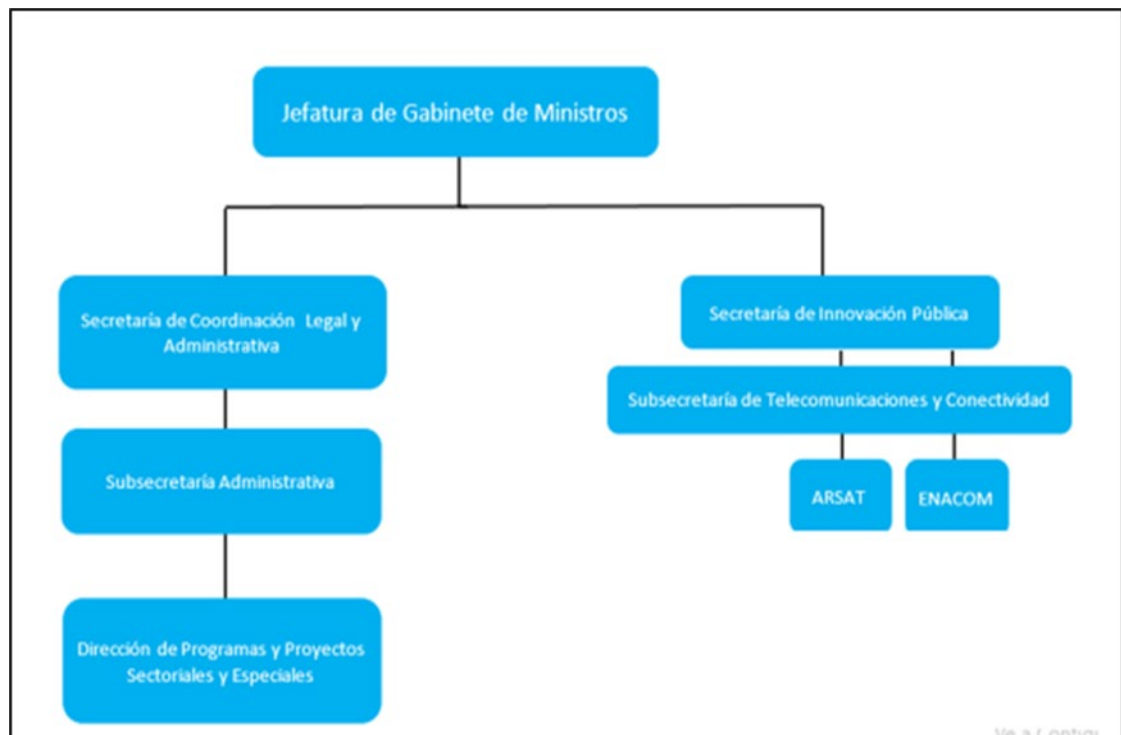 Jefatura de Gabinete de Ministros
Secretaría de Coordinación Legal y
Administrativa
Secretaría de Innovación Pública
Subsecretaría de Telecomunicaciones y Conectividad
Subsecretaría Administrativa
ARSAT
ENACOM
Dirección de Programas y Proyectos
Sectoriales y Especiales